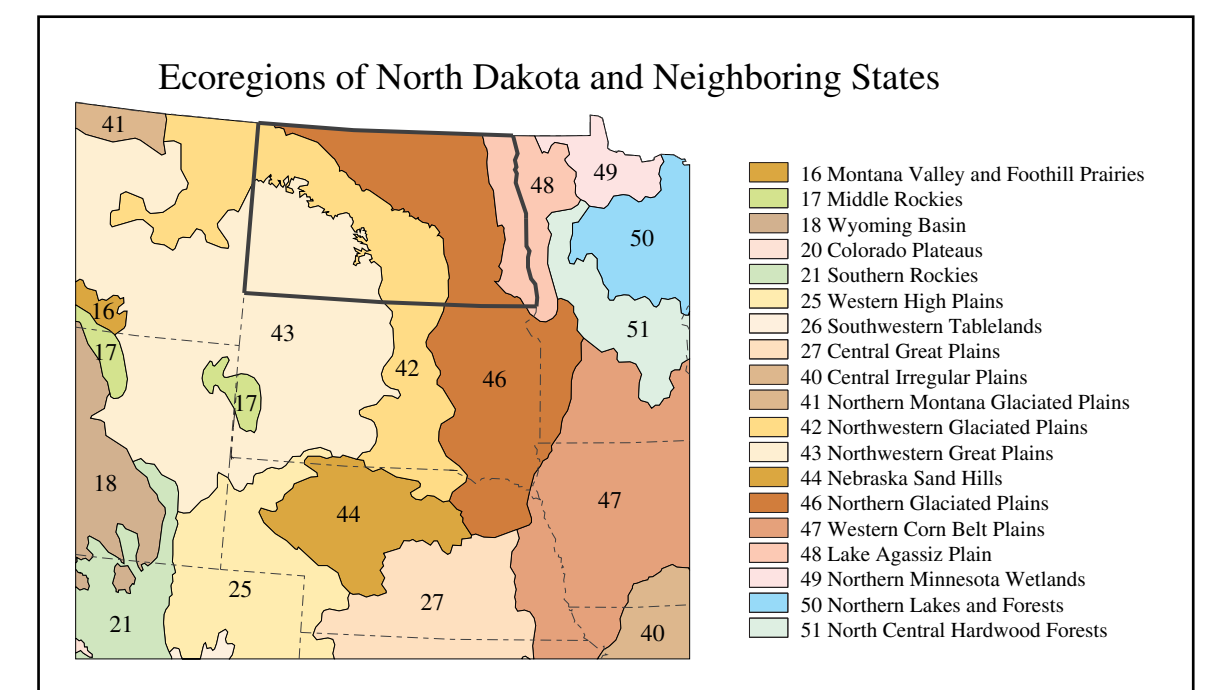 Ecoregions of North Dakota and Neighboring States
41
48
49
50
16
43
51
17
42
46
17
18
44
47
25
27
21
40
16 Montana Valley and Foothill Prairies
17 Middle Rockies
18 Wyoming Basin
20 Colorado Plateaus
21 Southern Rockies
25 Western High Plains
26 Southwestern Tablelands
27 Central Great Plains
40 Central Irregular Plains
41 Northern Montana Glaciated Plains
42 Northwestern Glaciated Plains
43 Northwestern Great Plains
44 Nebraska Sand Hills
46 Northern Glaciated Plains
47 Western Corn Belt Plains
48 Lake Agassiz Plain
49 Northern Minnesota Wetlands
50 Northern Lakes and Forests
51 North Central Hardwood Forests